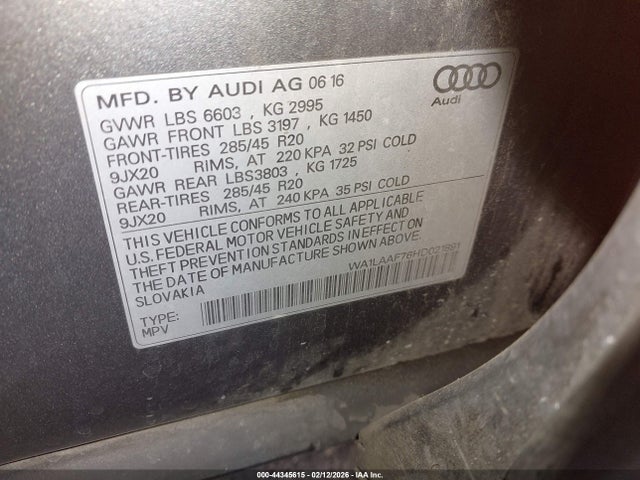 MFD. BY AUDI AG 06 16
Audi
GVWR LBS 6603 , KG 2995
GAWR FRONT LBS 3197 , KG 1450
FRONT-TIRES 285/45 R20
9JX20 RIMS, AT 220 KPA 32 PSI COLD
GAWR REAR LBS3803 , KG 1725
REAR-TIRES 285/45 R20
9JX20 RIMS, AT 240 KPA 35 PSI COLD
THIS VEHICLE CONFORMS TO ALL APPLICABLE
U.S. FEDERAL MOTOR VEHICLE SAFETY AND
THEFT PREVENTION STANDARDS IN EFFECT ON
THE DATE OF MANUFACTURE SHOWN ABOVE.
SLOVAKIA
WA1LAAF76HD021891
TYPE:
MPV
000-44345615 - 02/12/2026 - IAA Inc.